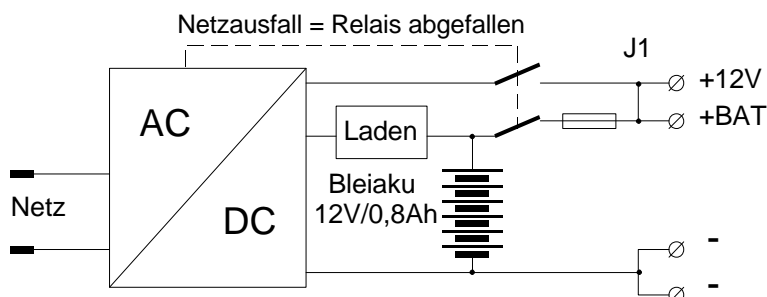 Netzausfall = Relais abgefallen
J1
+12V
AC
Laden
+BAT
Bleiaku
12V/0,8Ah
Netz
DC
-
-